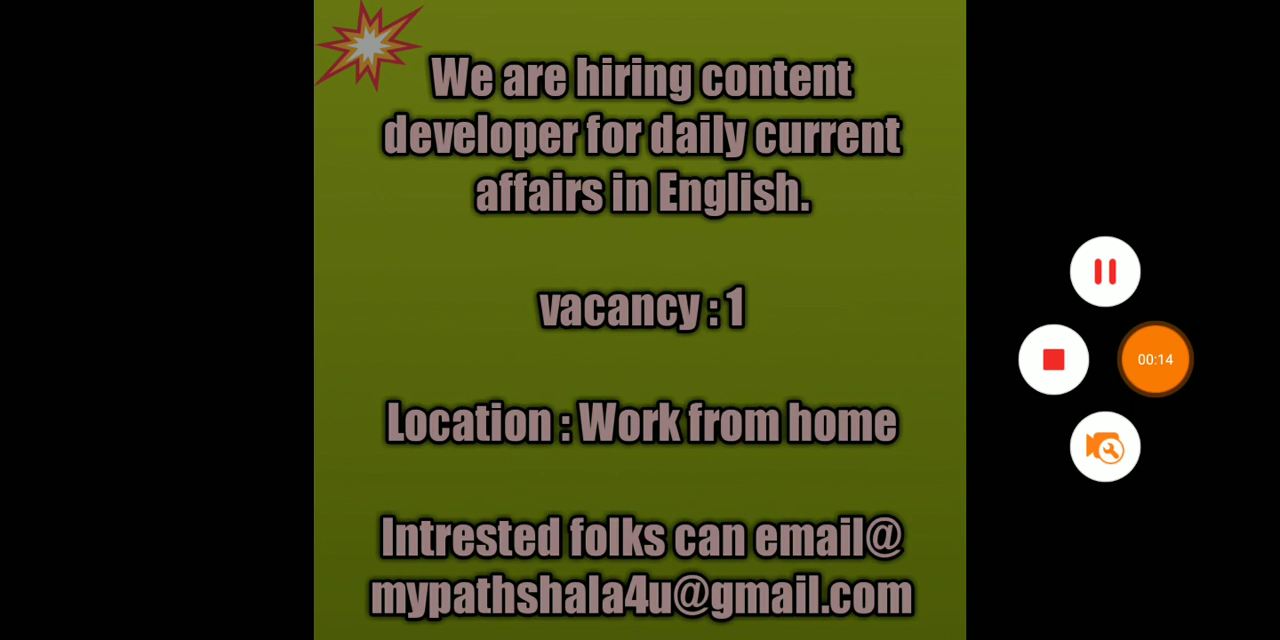 We are hiring content
developer for daily current
affairs in English.
vacancy : 1
Location : Work from home
Intrested folks can email@
mypathshala4u@gmail.com
00:14